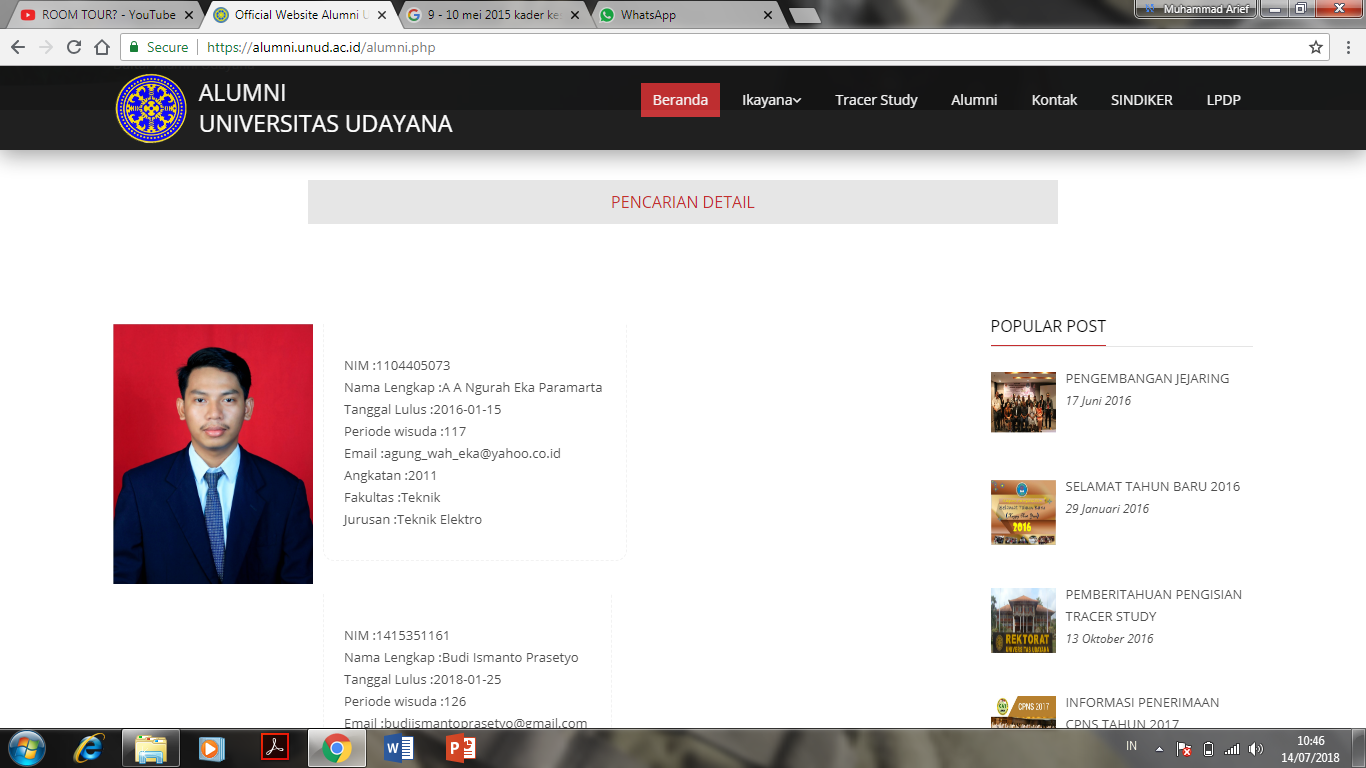 ROOM TOUR? - YouTube
Official Website Alumni U
9 - 10 mei 2015 kader ke
WhatsApp
Muhammad Arief
Secure
https://alumni.unud.ac.id/alumni.php
ALUMNI
UNIVERSITAS UDAYANA
Beranda
Ikayana
Tracer Study
Alumni
Kontak
SINDIKER
LPDP
PENCARIAN DETAIL
NIM :1104405073
Nama Lengkap :A A Ngurah Eka Paramarta
Tanggal Lulus :2016-01-15
Periode wisuda :117
Email :agung_wah_eka@yahoo.co.id
Angkatan :2011
Fakultas :Teknik
Jurusan :Teknik Elektro
NIM :1415351161
Nama Lengkap :Budi Ismanto Prasetyo
Tanggal Lulus :2018-01-25
Periode wisuda :126
Email :budiismantoprasetyo@gmail.com
POPULAR POST
PENGEMBANGAN JEJARING
17 Juni 2016
2016
SELAMAT TAHUN BARU 2016
29 Januari 2016
REKTORAT
UNIVERSITAS UDAYANA
PEMBERITAHUAN PENGISIAN
TRACER STUDY
13 Oktober 2016
CPNS 2017
INFORMASI PENERIMAAN
CPNS TAHUN 2017
IN
10:46
14/07/2018